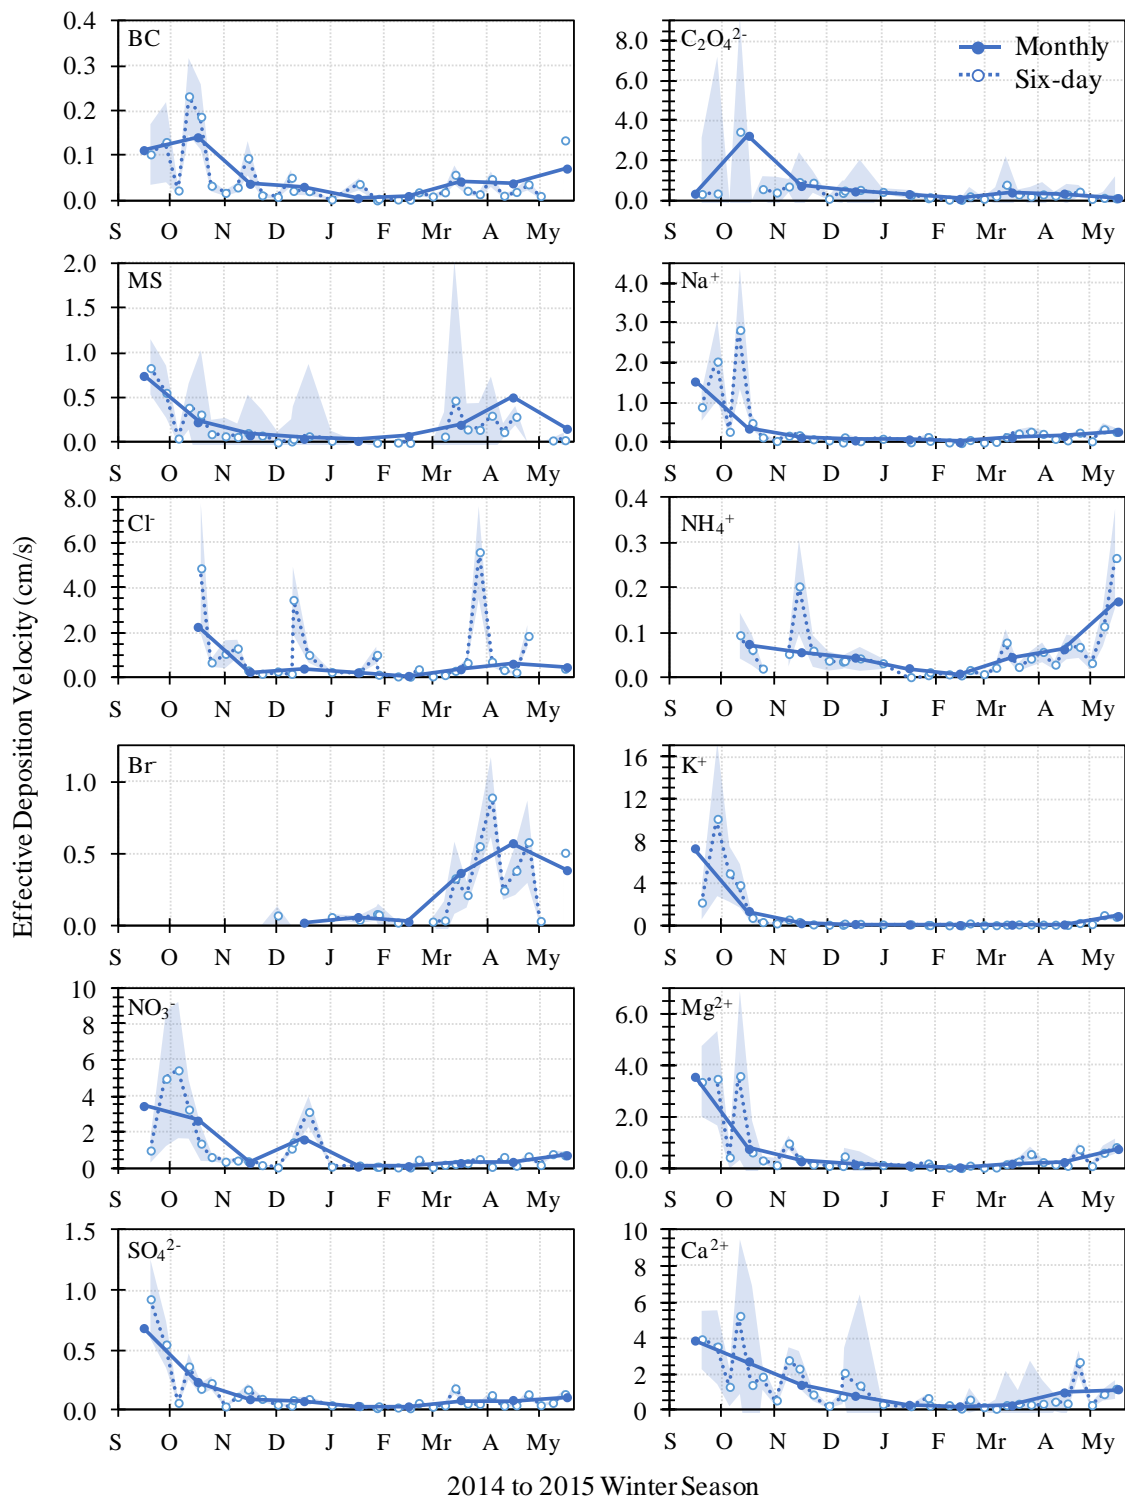 Effective Deposition Velocity (cm/s)
BC
0.4
0.3
0.2
0.1
0.0
S O N D J F Mr A My
C₂O₄²⁻
Monthly
Six-day
8.0
6.0
4.0
2.0
0.0
S O N D J F Mr A My
MS
2.0
1.5
1.0
0.5
0.0
S O N D J F Mr A My
Na⁺
4.0
3.0
2.0
1.0
0.0
S O N D J F Mr A My
Cl⁻
8.0
6.0
4.0
2.0
0.0
S O N D J F Mr A My
NH₄⁺
0.4
0.3
0.2
0.1
0.0
S O N D J F Mr A My
Br⁻
1.0
0.5
0.0
S O N D J F Mr A My
K⁺
16
12
8
4
0
S O N D J F Mr A My
NO₃⁻
10
8
6
4
2
0
S O N D J F Mr A My
Mg²⁺
6.0
4.0
2.0
0.0
S O N D J F Mr A My
SO₄²⁻
1.5
1.0
0.5
0.0
S O N D J F Mr A My
Ca²⁺
10
8
6
4
2
0
S O N D J F Mr A My
2014 to 2015 Winter Season